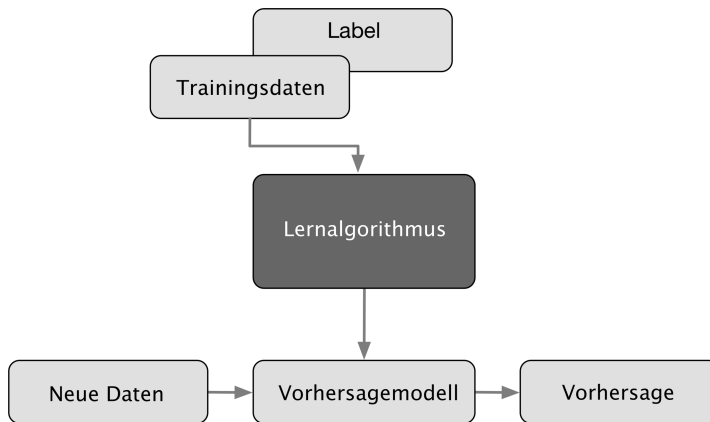 Label
Trainingsdaten
Lernalgorithmus
Neue Daten
Vorhersagemodell
Vorhersage